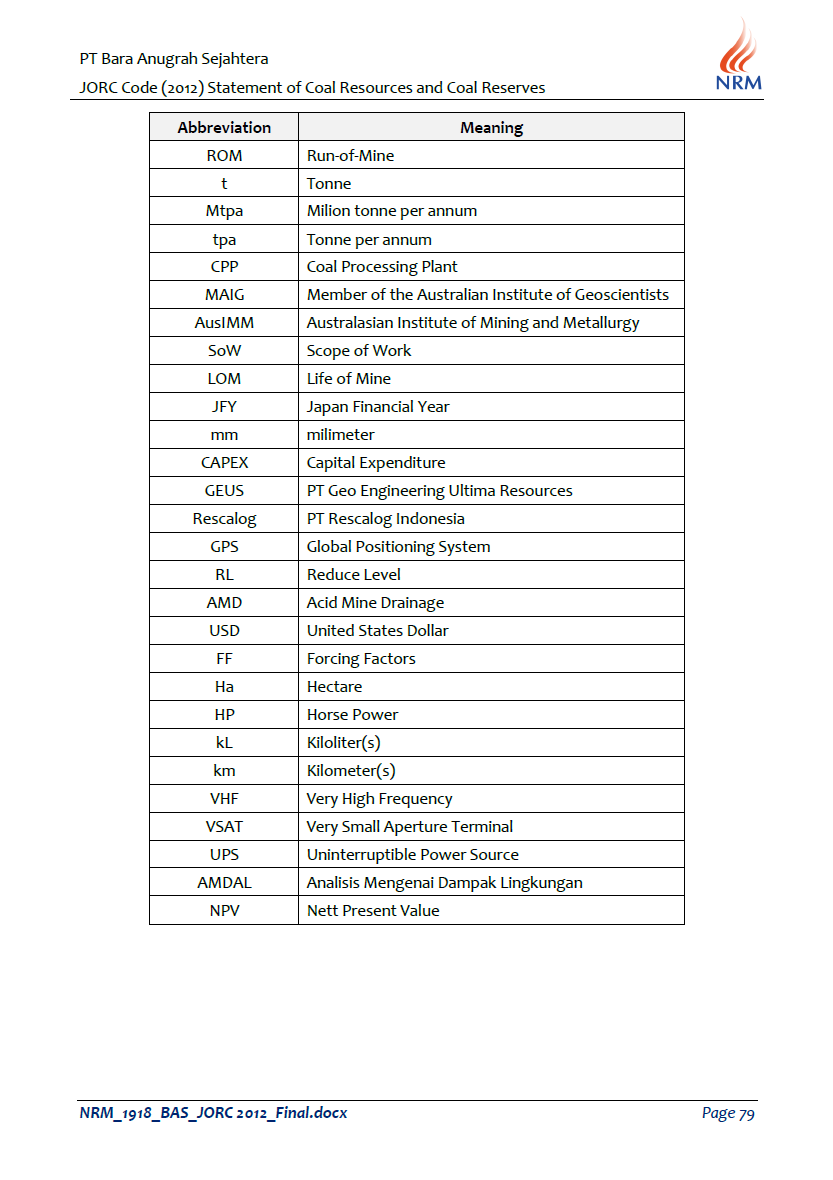 PT Bara Anugrah Sejahtera
NRM
JORC Code (2012) Statement of Coal Resources and Coal Reserves
Abbreviation Meaning
ROM Run-of-Mine
t Tonne
Mtpa Milion tonne per annum
tpa Tonne per annum
CPP Coal Processing Plant
MAIG Member of the Australian Institute of Geoscientists
AusIMM Australasian Institute of Mining and Metallurgy
SoW Scope of Work
LOM Life of Mine
JFY Japan Financial Year
mm milimeter
CAPEX Capital Expenditure
GEUS PT Geo Engineering Ultima Resources
Rescalog PT Rescalog Indonesia
GPS Global Positioning System
RL Reduce Level
AMD Acid Mine Drainage
USD United States Dollar
FF Forcing Factors
Ha Hectare
HP Horse Power
kL Kiloliter(s)
km Kilometer(s)
VHF Very High Frequency
VSAT Very Small Aperture Terminal
UPS Uninterruptible Power Source
AMDAL Analisis Mengenai Dampak Lingkungan
NPV Nett Present Value
NRM_1918_BAS_JORC 2012_Final.docx Page 79